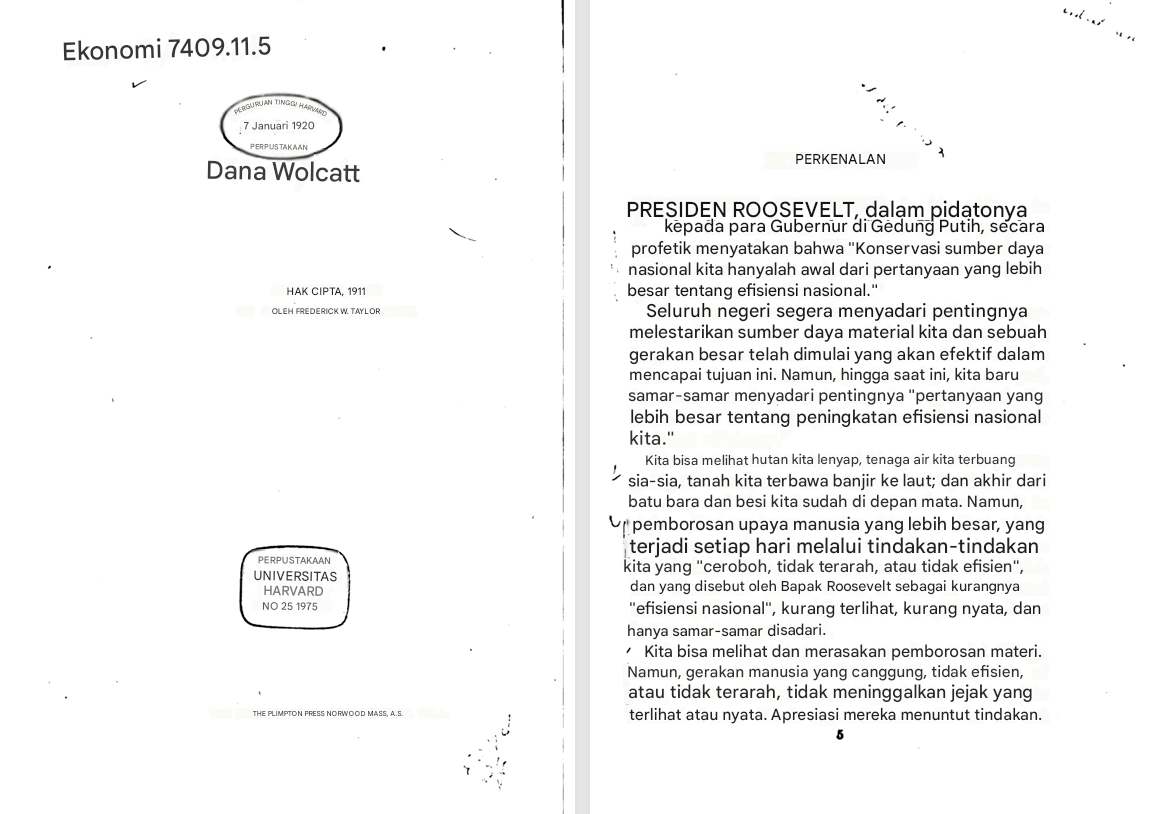 Ekonomi 7409.11.5
PERGURUAN TINGGI HARVARD
7 Januari 1920
PERPUSTAKAAN
Dana Wolcatt
HAK CIPTA, 1911
OLEH FREDERICK W. TAYLOR
PERPUSTAKAAN
UNIVERSITAS
HARVARD
NO 25 1975
THE PLIMPTON PRESS NORWOOD MASS, A.S.
PERKENALAN
PRESIDEN ROOSEVELT, dalam pidatonya
kepada para Gubernur di Gedung Putih, secara
profetik menyatakan bahwa "Konservasi sumber daya
nasional kita hanyalah awal dari pertanyaan yang lebih
besar tentang efisiensi nasional."
Seluruh negeri segera menyadari pentingnya
melestarikan sumber daya material kita dan sebuah
gerakan besar telah dimulai yang akan efektif dalam
mencapai tujuan ini. Namun, hingga saat ini, kita baru
samar-samar menyadari pentingnya "pertanyaan yang
lebih besar tentang peningkatan efisiensi nasional
kita."
Kita bisa melihat hutan kita lenyap, tenaga air kita terbuang
sia-sia, tanah kita terbawa banjir ke laut; dan akhir dari
batu bara dan besi kita sudah di depan mata. Namun,
pemborosan upaya manusia yang lebih besar, yang
terjadi setiap hari melalui tindakan-tindakan
kita yang "ceroboh, tidak terarah, atau tidak efisien",
dan yang disebut oleh Bapak Roosevelt sebagai kurangnya
"efisiensi nasional", kurang terlihat, kurang nyata, dan
hanya samar-samar disadari.
Kita bisa melihat dan merasakan pemborosan materi.
Namun, gerakan manusia yang canggung, tidak efisien,
atau tidak terarah, tidak meninggalkan jejak yang
terlihat atau nyata. Apresiasi mereka menuntut tindakan.
5